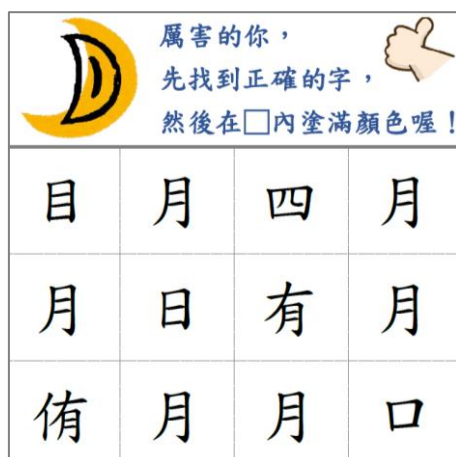 厲害的你，
先找到正確的字，
然後在□內塗滿顏色喔！
目 月 四 月
月 日 有 月
侑 月 月 口